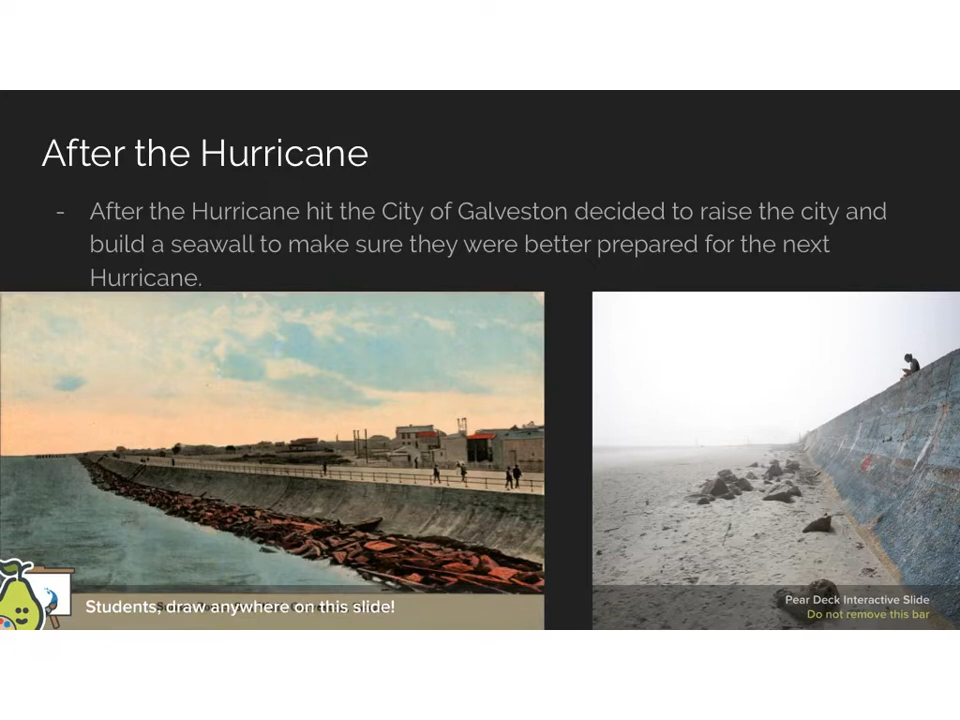 After the Hurricane
- After the Hurricane hit the City of Galveston decided to raise the city and
build a seawall to make sure they were better prepared for the next
Hurricane.
Students, draw anywhere on this slide!
Pear Deck Interactive Slide
Do not remove this bar